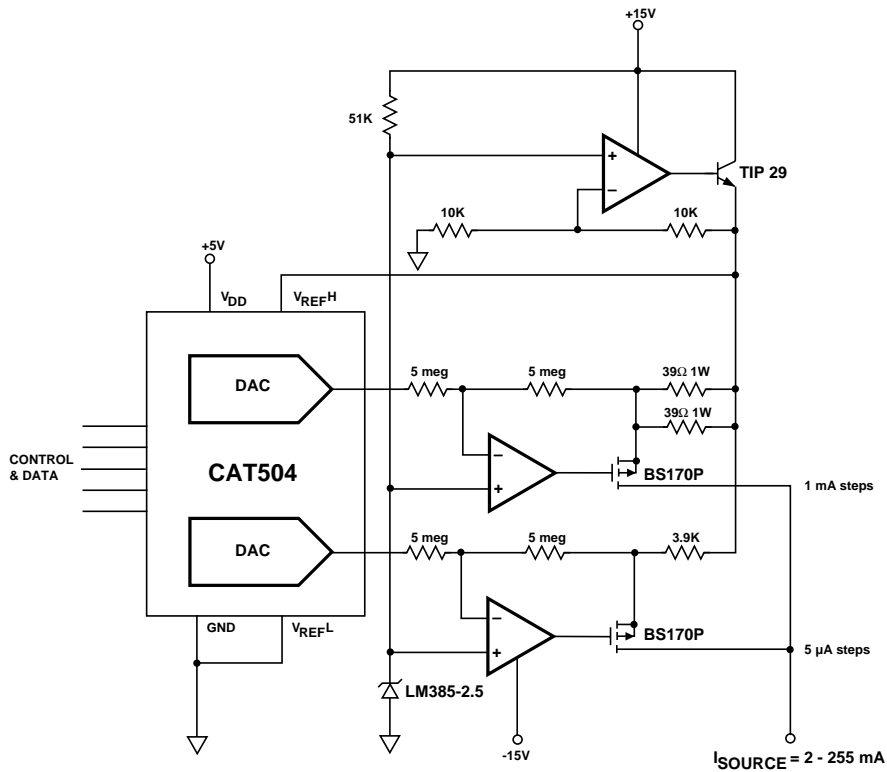 +15V
51K
+
−
TIP 29
10K
10K
+5V
VDD
VREFH
DAC
5 meg
5 meg
39Ω 1W
39Ω 1W
−
+
BS170P
1 mA steps
CONTROL
& DATA
CAT504
DAC
5 meg
5 meg
3.9K
−
+
BS170P
5 µA steps
GND
VREFL
LM385-2.5
-15V
ISOURCE = 2 - 255 mA